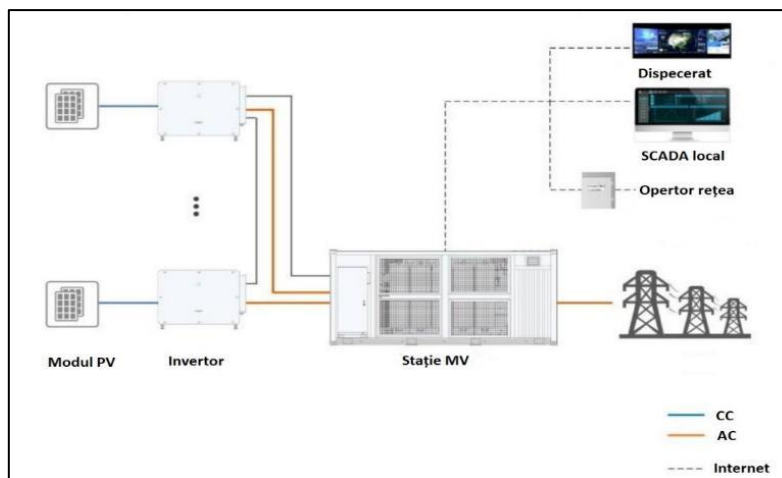 Dispecerat
SCADA local
Opertor rețea
Modul PV
Invertor
Stație MV
CC
AC
Internet